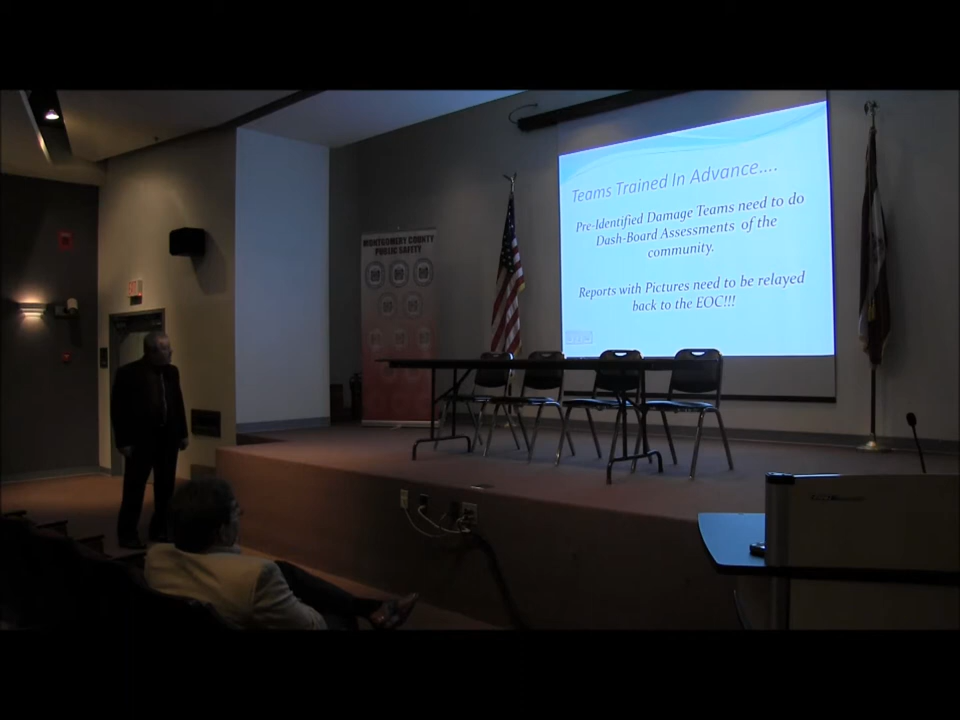 MONTGOMERY COUNTY
PUBLIC SAFETY
Teams Trained In Advance....
Pre-Identified Damage Teams need to do
Dash-Board Assessments of the
community.
Reports with Pictures need to be relayed
back to the EOC!!!
EXIT